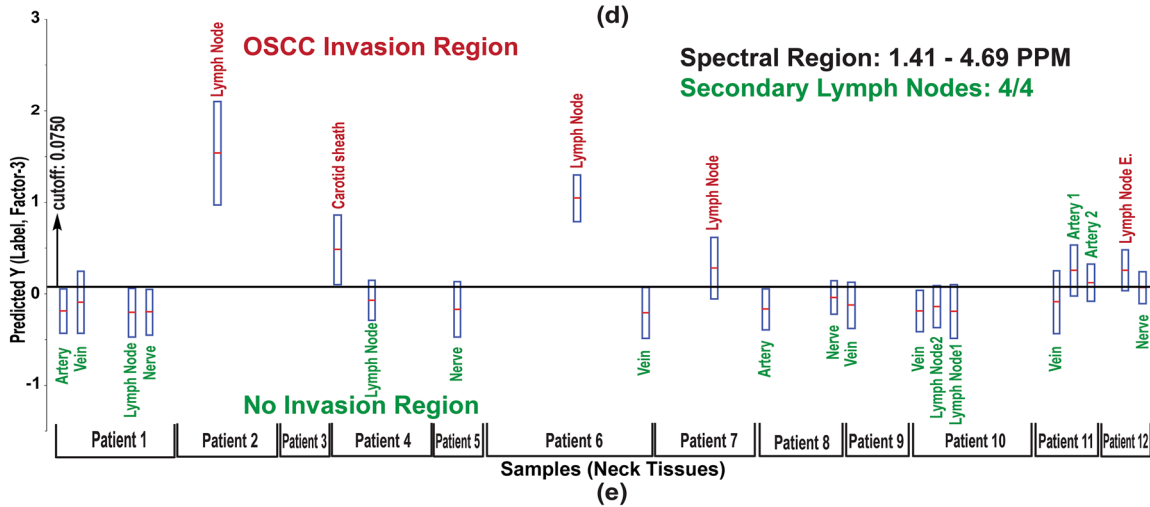 (d)
3
2
1
0
-1
Predicted Y (Label, Factor-3)
cutoff: 0.0750
OSCC Invasion Region
Spectral Region: 1.41 - 4.69 PPM
Secondary Lymph Nodes: 4/4
No Invasion Region
Artery
Vein
Lymph Node
Nerve
Lymph Node
Carotid sheath
Lymph Node
Nerve
Lymph Node
Vein
Lymph Node
Artery
Nerve
Vein
Vein
Lymph Node2
Lymph Node1
Vein
Artery 1
Artery 2
Lymph Node E.
Nerve
Patient 1
Patient 2
Patient 3
Patient 4
Patient 5
Patient 6
Patient 7
Patient 8
Patient 9
Patient 10
Patient 11
Patient 12
Samples (Neck Tissues)
(e)